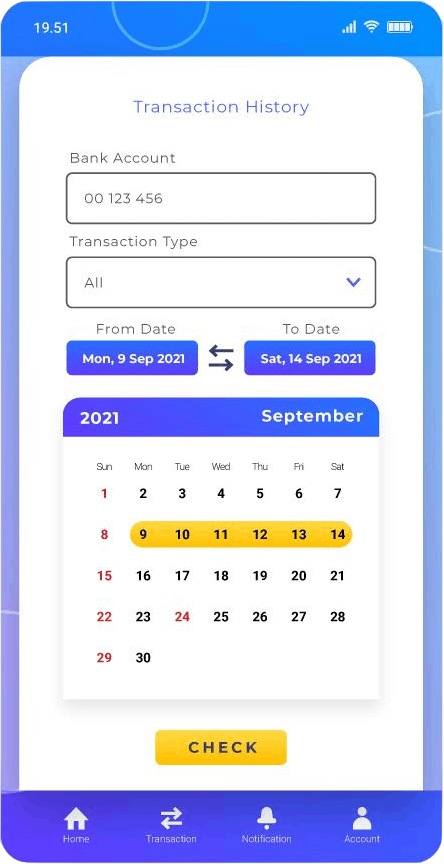 19.51
Transaction History
Bank Account
00 123 456
Transaction Type
All
From Date To Date
Mon, 9 Sep 2021 Sat, 14 Sep 2021
2021 September
Sun Mon Tue Wed Thu Fri Sat
1 2 3 4 5 6 7
8 9 10 11 12 13 14
15 16 17 18 19 20 21
22 23 24 25 26 27 28
29 30
CHECK
Home Transaction Notification Account